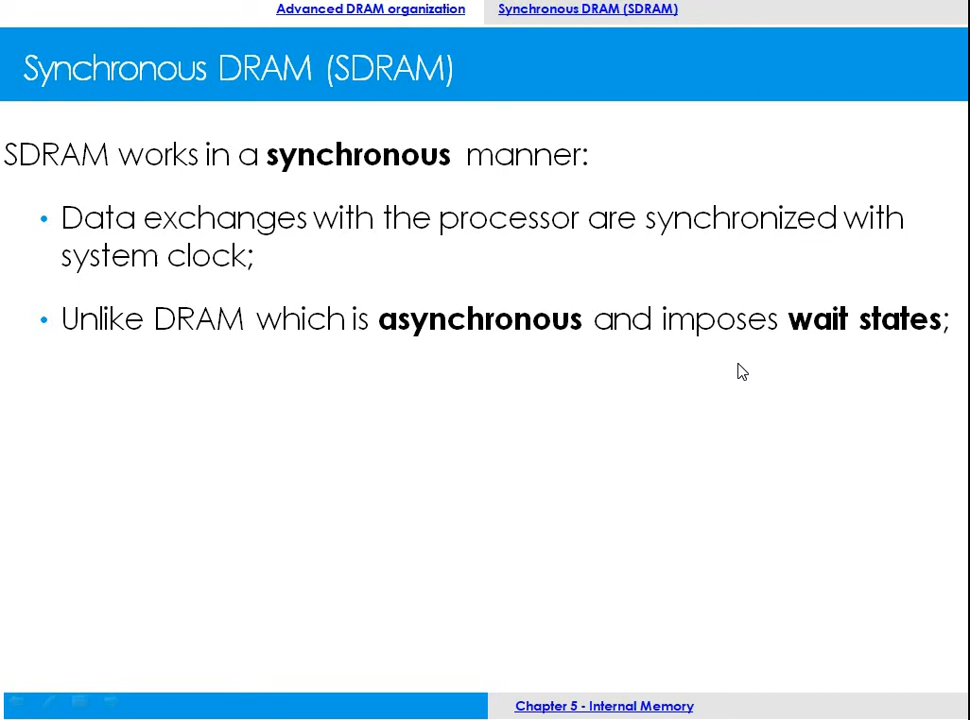 Advanced DRAM organization
Synchronous DRAM (SDRAM)
Synchronous DRAM (SDRAM)
SDRAM works in a synchronous manner:
• Data exchanges with the processor are synchronized with
system clock;
• Unlike DRAM which is asynchronous and imposes wait states;
Chapter 5 - Internal Memory